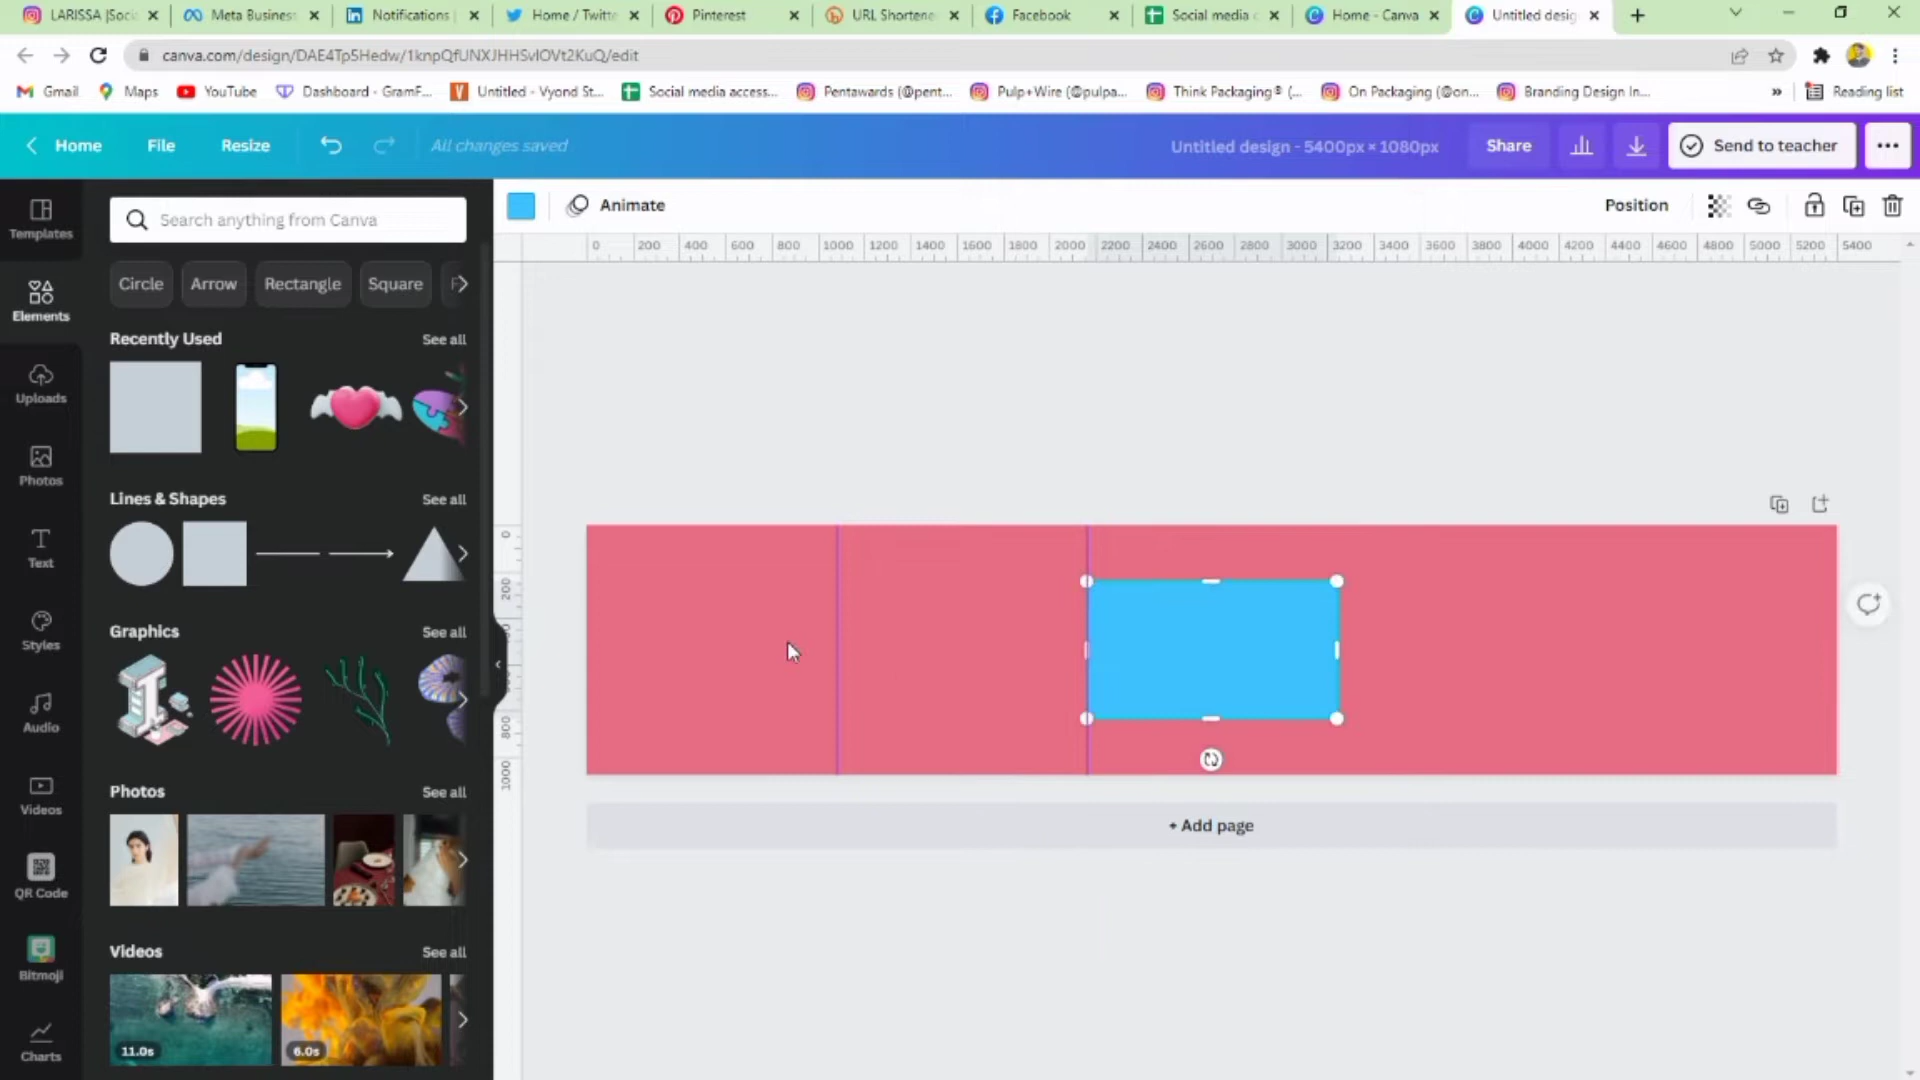 LARISSA |Soci
Meta Business
Notifications |
Home / Twitte
Pinterest
URL Shortene
Facebook
Social media c
Home - Canva
Untitled desig
canva.com/design/DAE4Tp5Hedw/1knpQfUNXJHHSvIOVt2KuQ/edit
Gmail
Maps
YouTube
Dashboard - GramF...
Untitled - Vyond St...
Social media access...
Pentawards (@pent...
Pulp+Wire (@pulpa...
Think Packaging® (...
On Packaging (@on...
Branding Design In...
»
Reading list
Home
File
Resize
All changes saved
Untitled design - 5400px × 1080px
Share
Send to teacher
Templates
Elements
Uploads
Photos
Text
Styles
Audio
Videos
QR Code
Bitmoji
Charts
Search anything from Canva
Circle
Arrow
Rectangle
Square
Recently Used
See all
Lines & Shapes
See all
Graphics
See all
Photos
See all
Videos
See all
11.0s
6.0s
Animate
Position
0 200 400 600 800 1000 1200 1400 1600 1800 2000 2200 2400 2600 2800 3000 3200 3400 3600 3800 4000 4200 4400 4600 4800 5000 5200 5400
0
200
800
1000
+ Add page